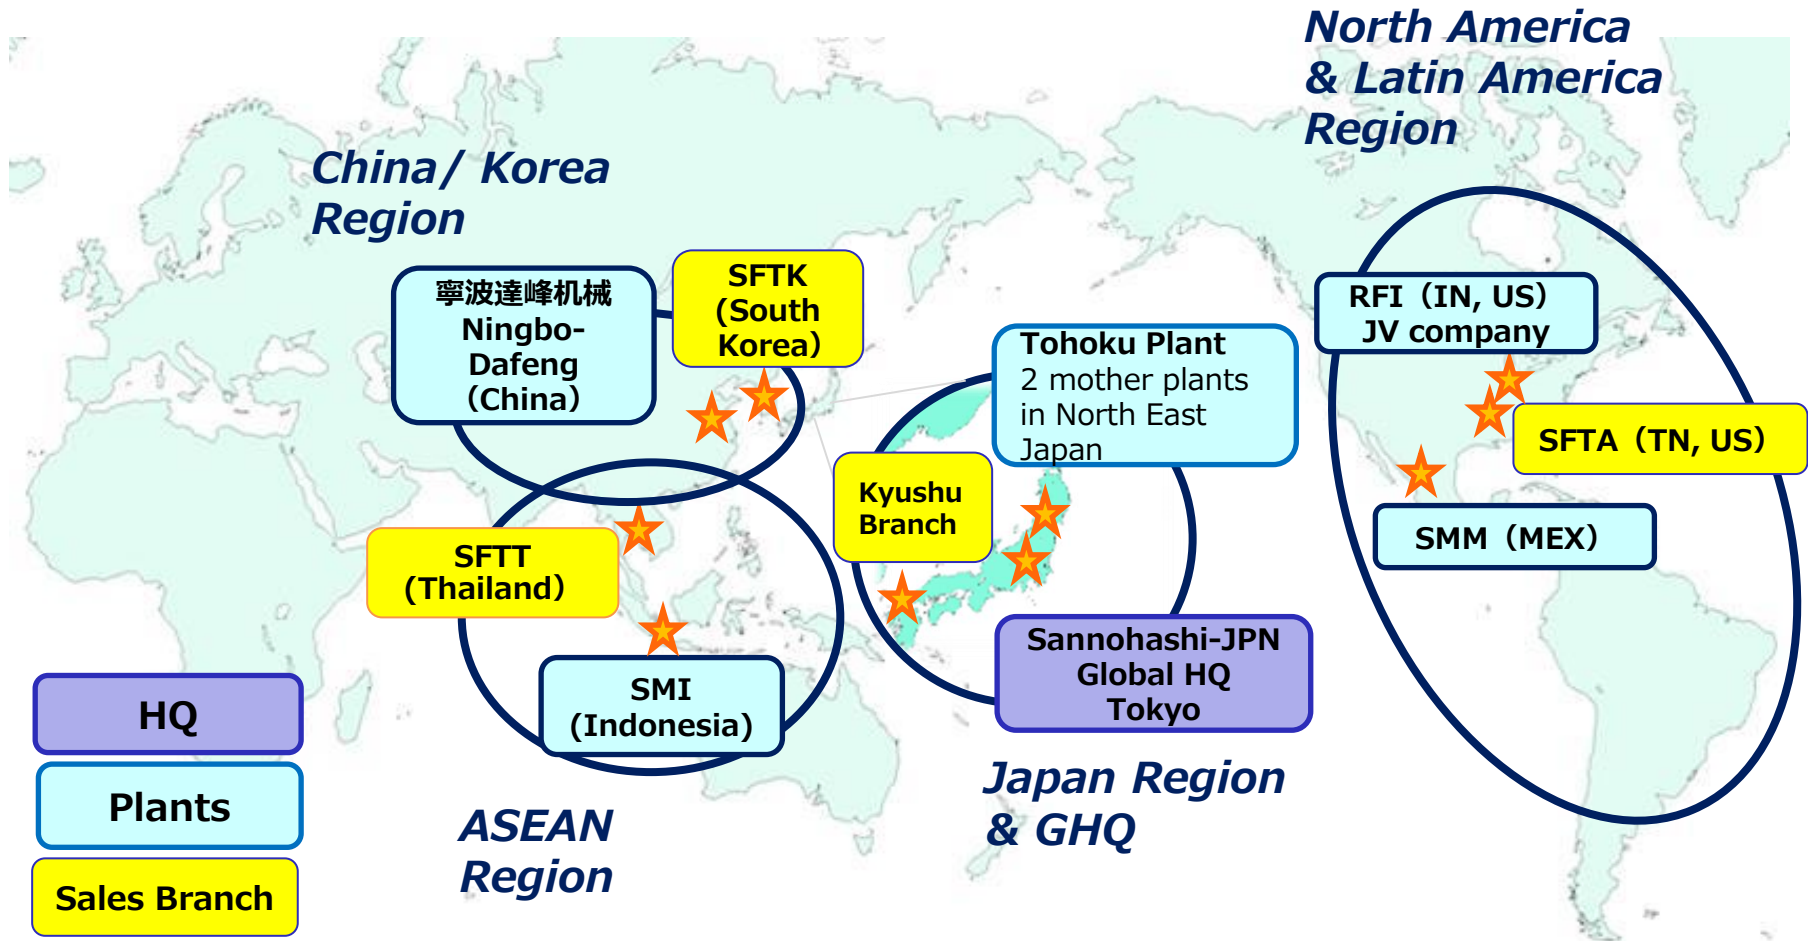 North America
& Latin America
Region
China/ Korea
Region
寧波達峰机械
Ningbo-
Dafeng
（China）
SFTK
(South
Korea）
RFI（IN, US）
JV company
Tohoku Plant
2 mother plants
in North East
Japan
SFTA（TN, US）
Kyushu
Branch
SMM（MEX）
SFTT
(Thailand）
Sannohashi-JPN
Global HQ
Tokyo
SMI
(Indonesia)
HQ
Plants
Sales Branch
Japan Region
& GHQ
ASEAN
Region